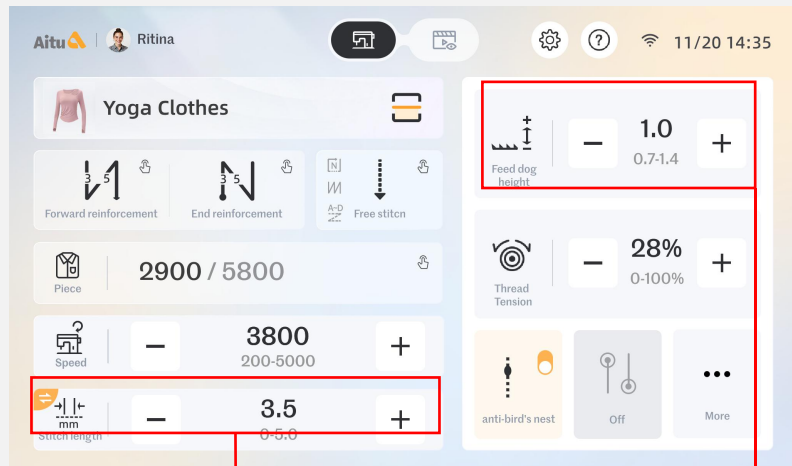 Aitu
Ritina
11/20 14:35
Yoga Clothes
3 5
Forward reinforcement
3 5
End reinforcement
N
A-D
Free stitcn
Piece
2900 / 5800
Speed
3800
200-5000
mm
Stitch length
3.5
0-5.0
Feed dog
height
1.0
0.7-1.4
Thread
Tension
28%
0-100%
anti-bird's nest
Off
More